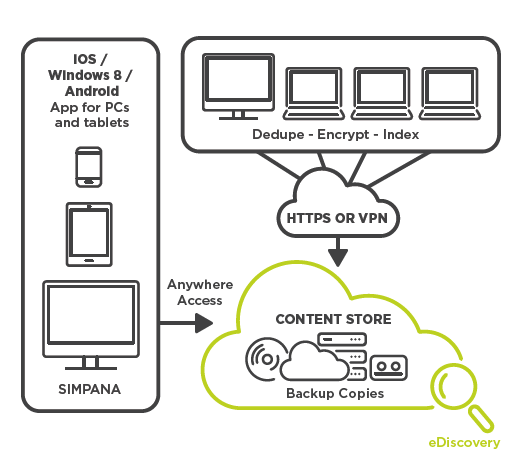 IOS /
Windows 8 /
Android
App for PCs
and tablets
SIMPANA
Dedupe - Encrypt - Index
HTTPS OR VPN
Anywhere
Access
CONTENT STORE
Backup Copies
eDiscovery